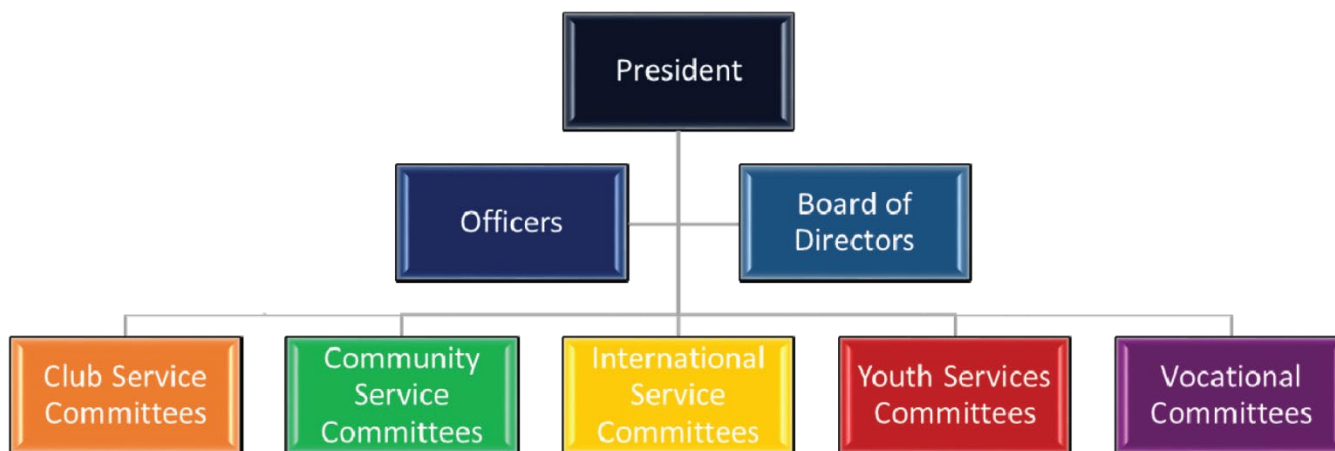 President
Officers
Board of
Directors
Club Service
Committees
Community
Service
Committees
International
Service
Committees
Youth Services
Committees
Vocational
Committees